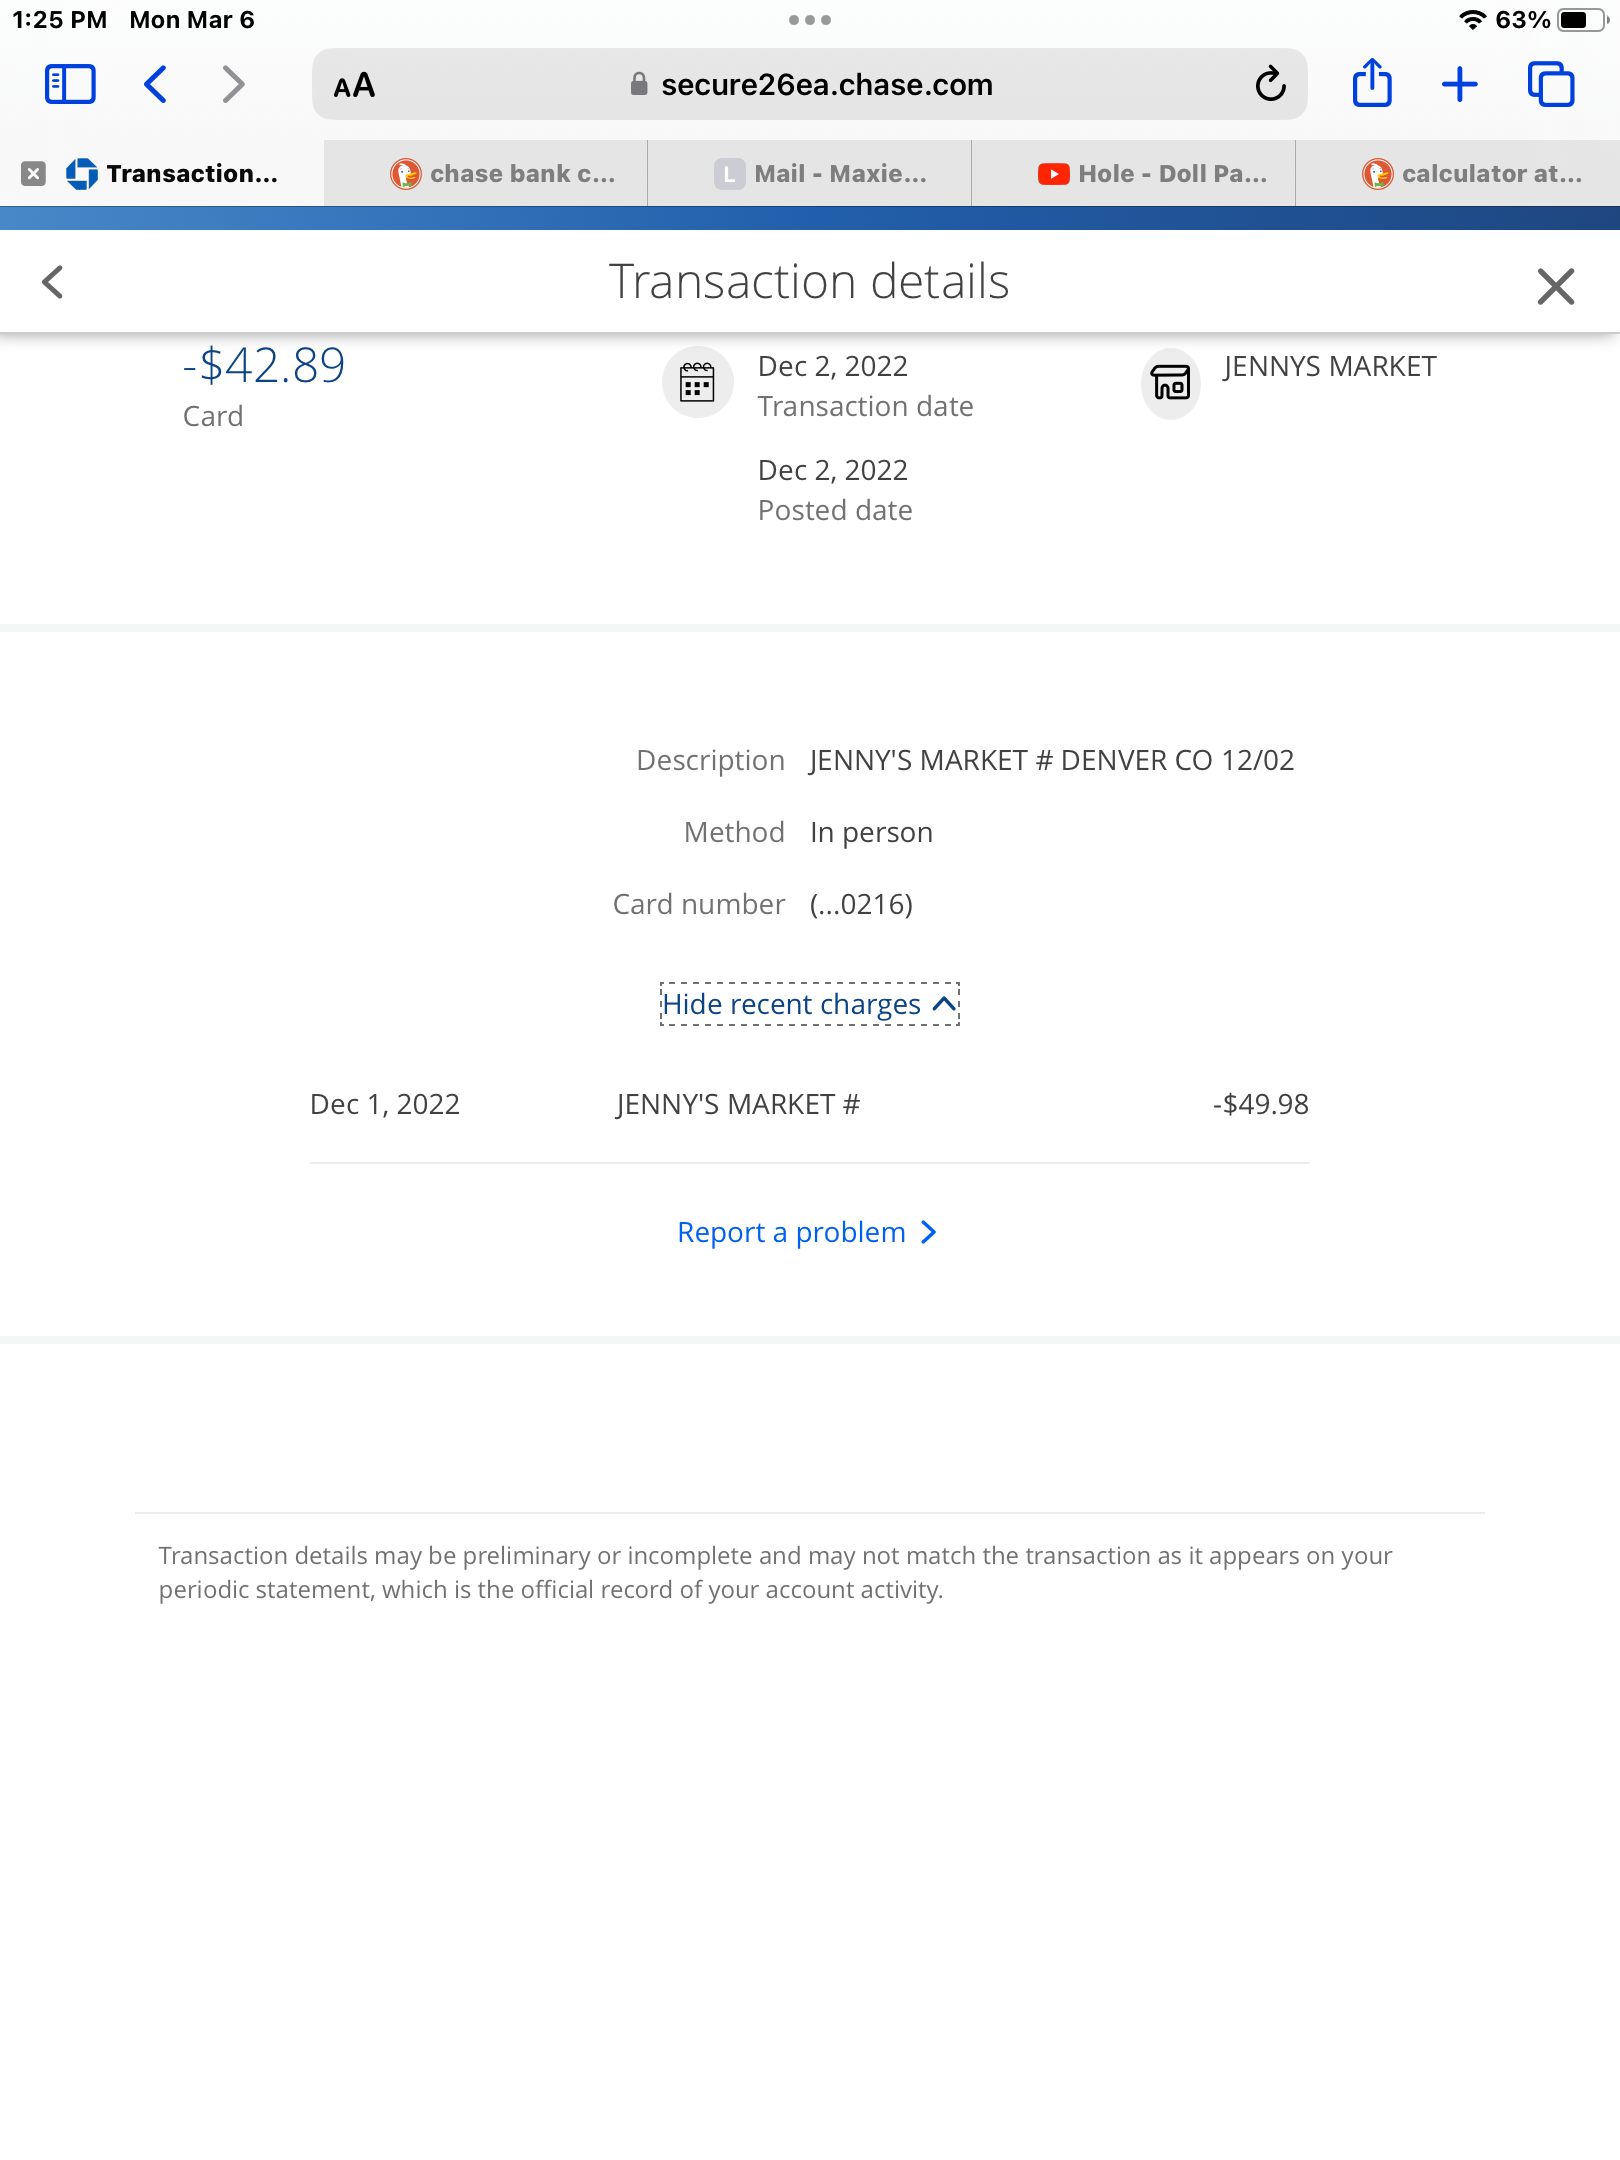 1:25 PM Mon Mar 6
63%
AA secure26ea.chase.com
Transaction... chase bank c... L Mail - Maxie... Hole - Doll Pa... calculator at...
Transaction details
-$42.89
Card
Dec 2, 2022
Transaction date
Dec 2, 2022
Posted date
JENNYS MARKET
Description JENNY'S MARKET # DENVER CO 12/02
Method In person
Card number (...0216)
Hide recent charges
Dec 1, 2022 JENNY'S MARKET # -$49.98
Report a problem
Transaction details may be preliminary or incomplete and may not match the transaction as it appears on your
periodic statement, which is the official record of your account activity.